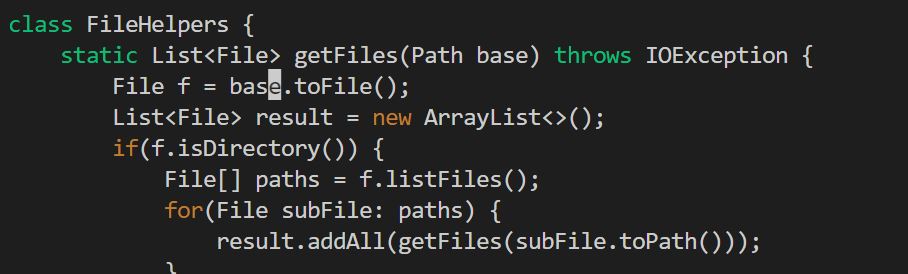 class FileHelpers {
    static List<File> getFiles(Path base) throws IOException {
        File f = base.toFile();
        List<File> result = new ArrayList<>();
        if(f.isDirectory()) {
            File[] paths = f.listFiles();
            for(File subFile: paths) {
                result.addAll(getFiles(subFile.toPath()));
            }